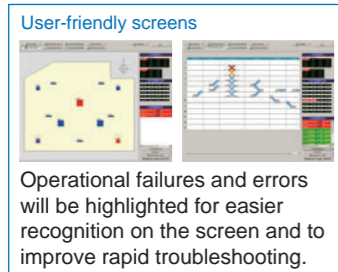 User-friendly screens
Operational failures and errors
will be highlighted for easier
recognition on the screen and to
improve rapid troubleshooting.